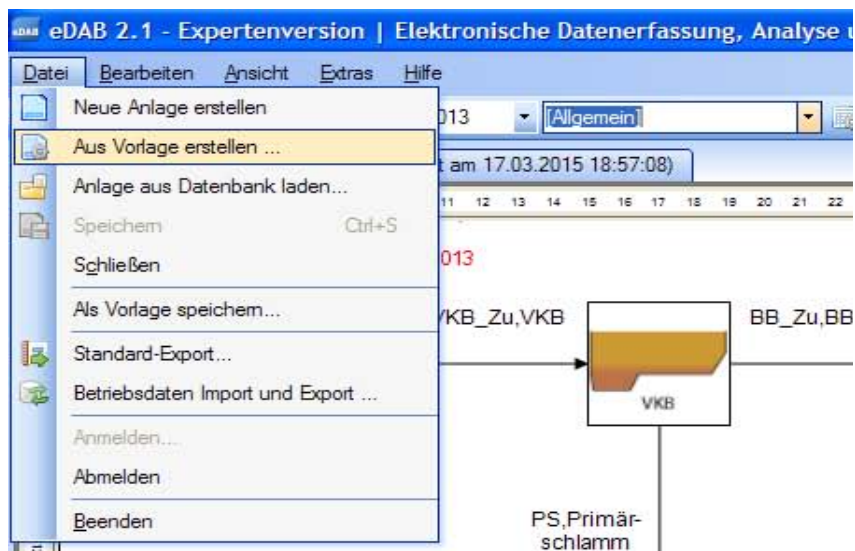 eDAB 2.1 - Expertenversion | Elektronische Datenerfassung, Analyse
Datei Bearbeiten Ansicht Extras Hilfe
Neue Anlage erstellen
013 [Allgemein]
Aus Vorlage erstellen ...
t am 17.03.2015 18:57:08)
Anlage aus Datenbank laden...
11 12 13 14 15 16 17 18 19 20 21 22
Speichern Ctrl+S
Schließen
013
Als Vorlage speichern...
VKB_Zu,VKB
BB_Zu,BB
Standard-Export...
Betriebsdaten Import und Export ...
VKB
Anmelden...
Abmelden
Beenden
PS,Primär-
schlamm